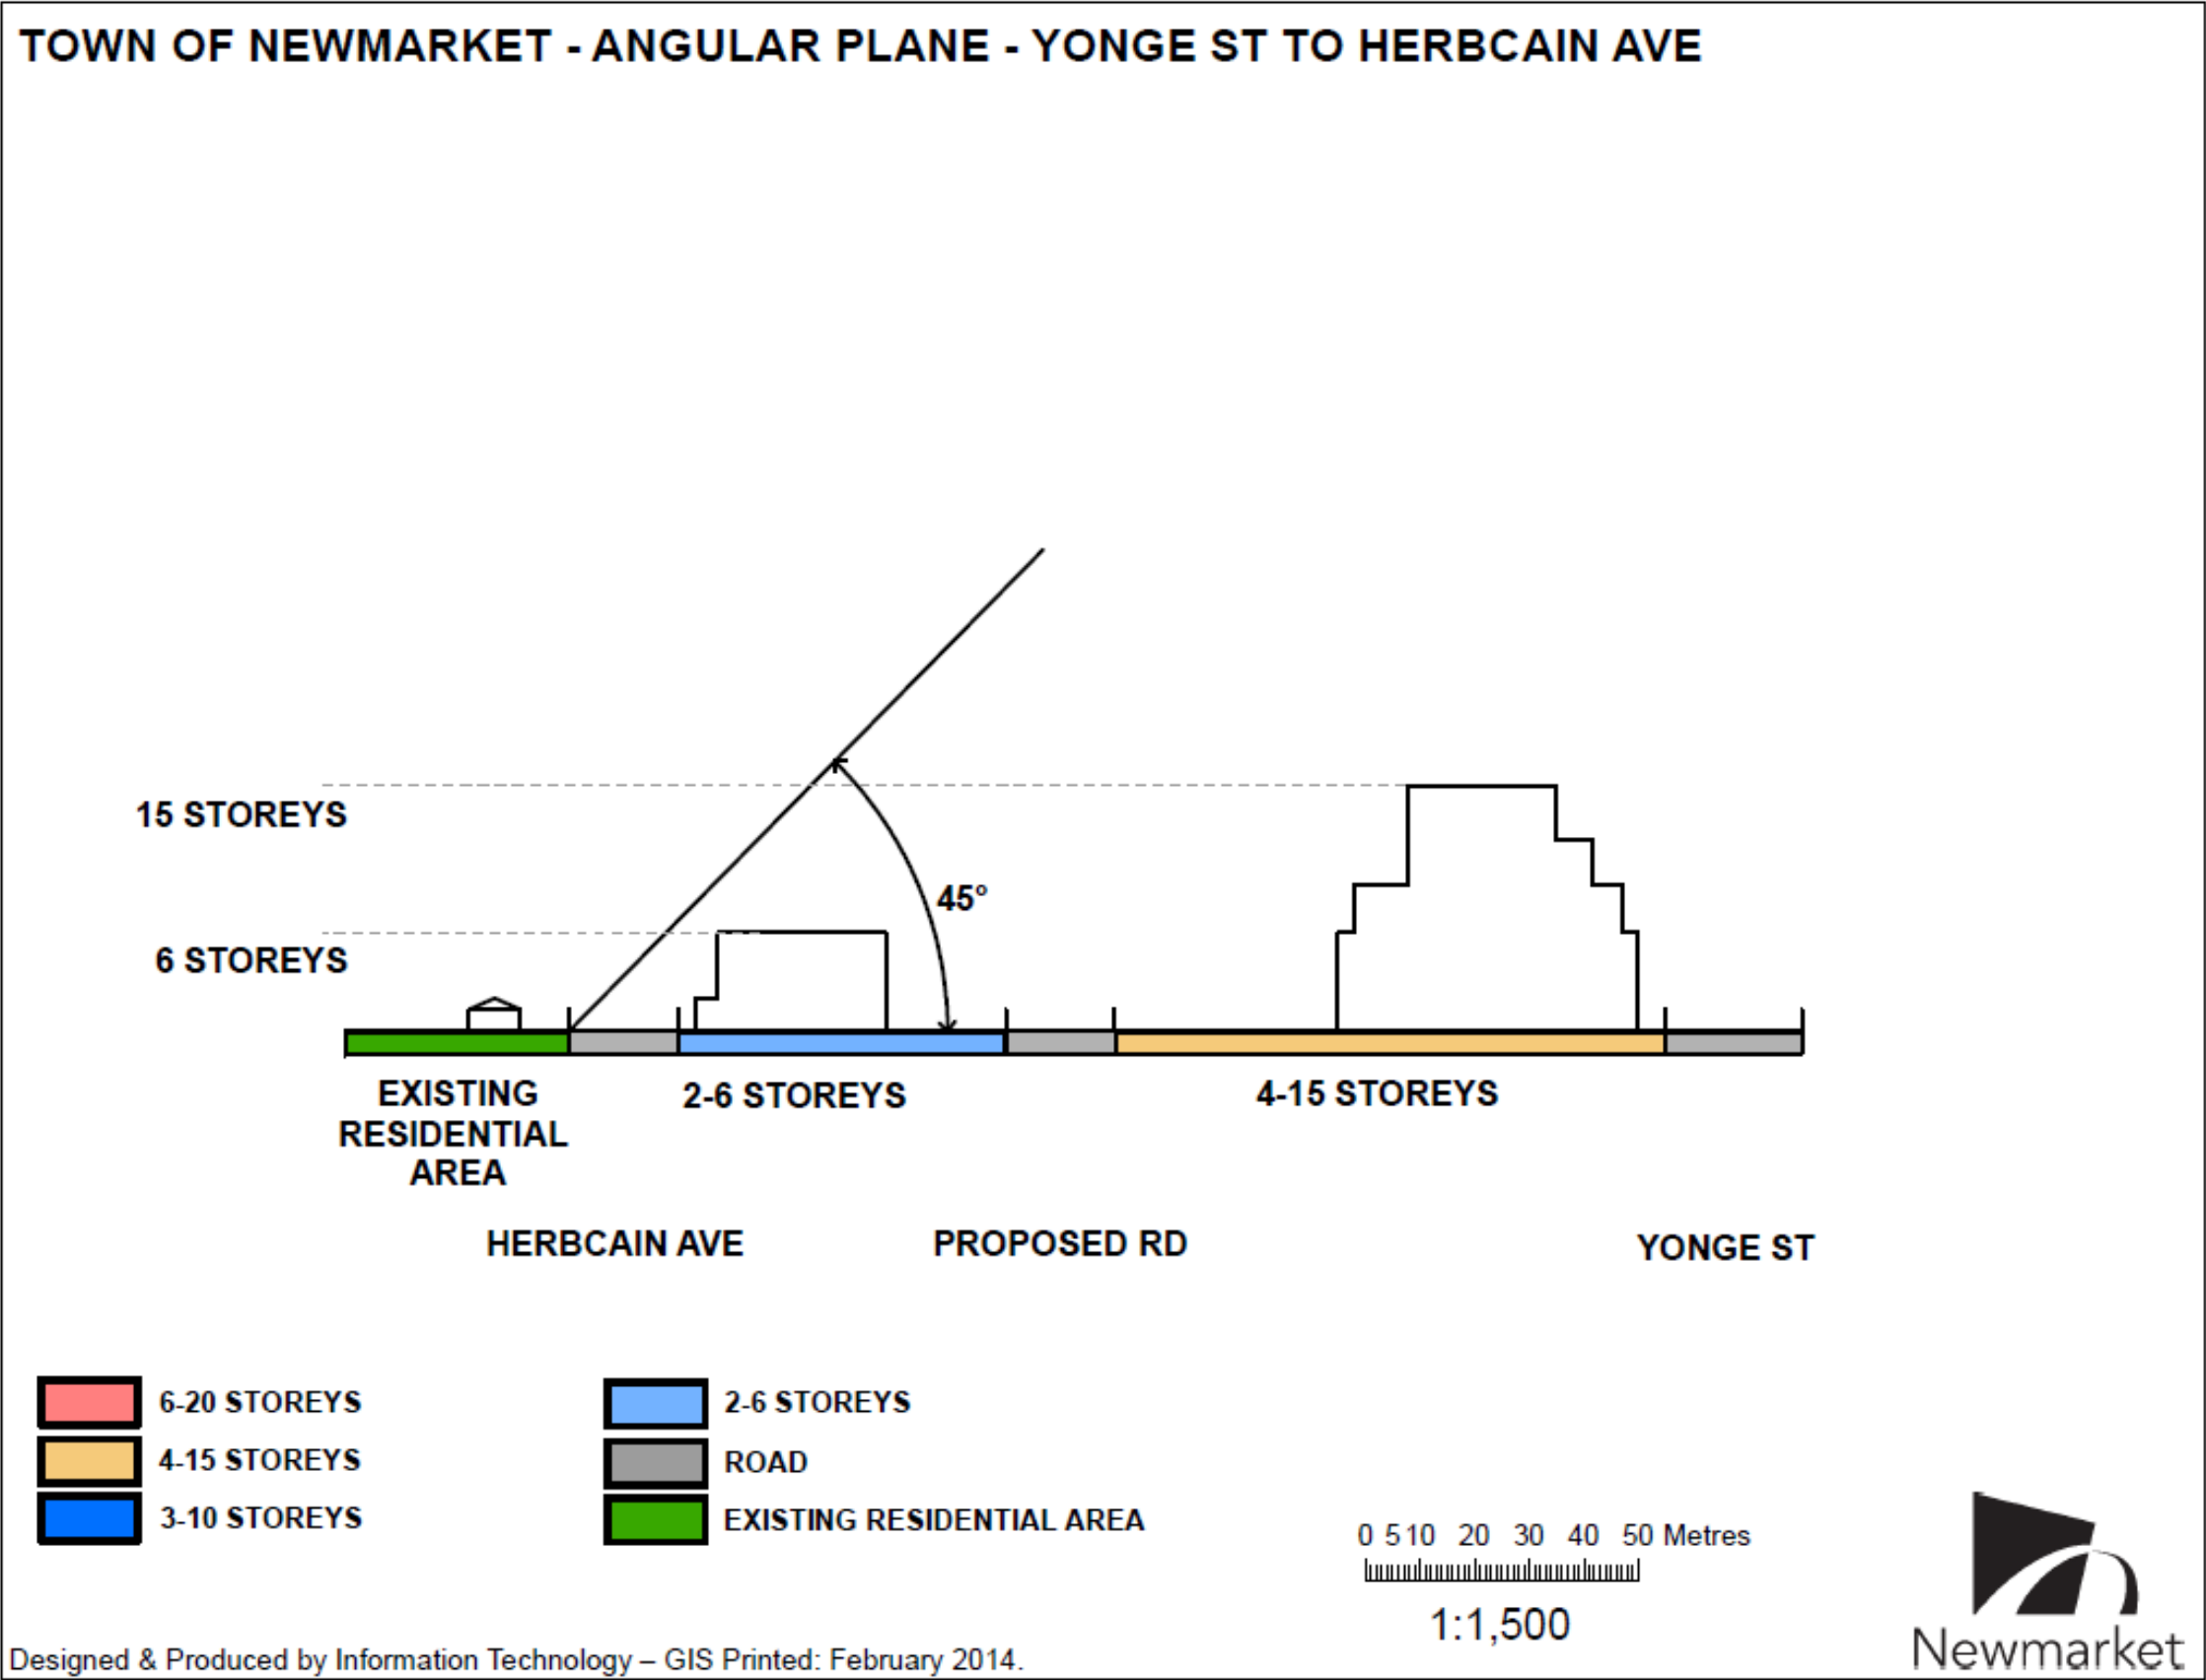 TOWN OF NEWMARKET - ANGULAR PLANE - YONGE ST TO HERBCAIN AVE
15 STOREYS
45°
6 STOREYS
EXISTING
RESIDENTIAL
AREA
2-6 STOREYS
4-15 STOREYS
HERBCAIN AVE
PROPOSED RD
YONGE ST
6-20 STOREYS
4-15 STOREYS
3-10 STOREYS
2-6 STOREYS
ROAD
EXISTING RESIDENTIAL AREA
0 5 10 20 30 40 50 Metres
1:1,500
Newmarket
Designed & Produced by Information Technology – GIS Printed: February 2014.